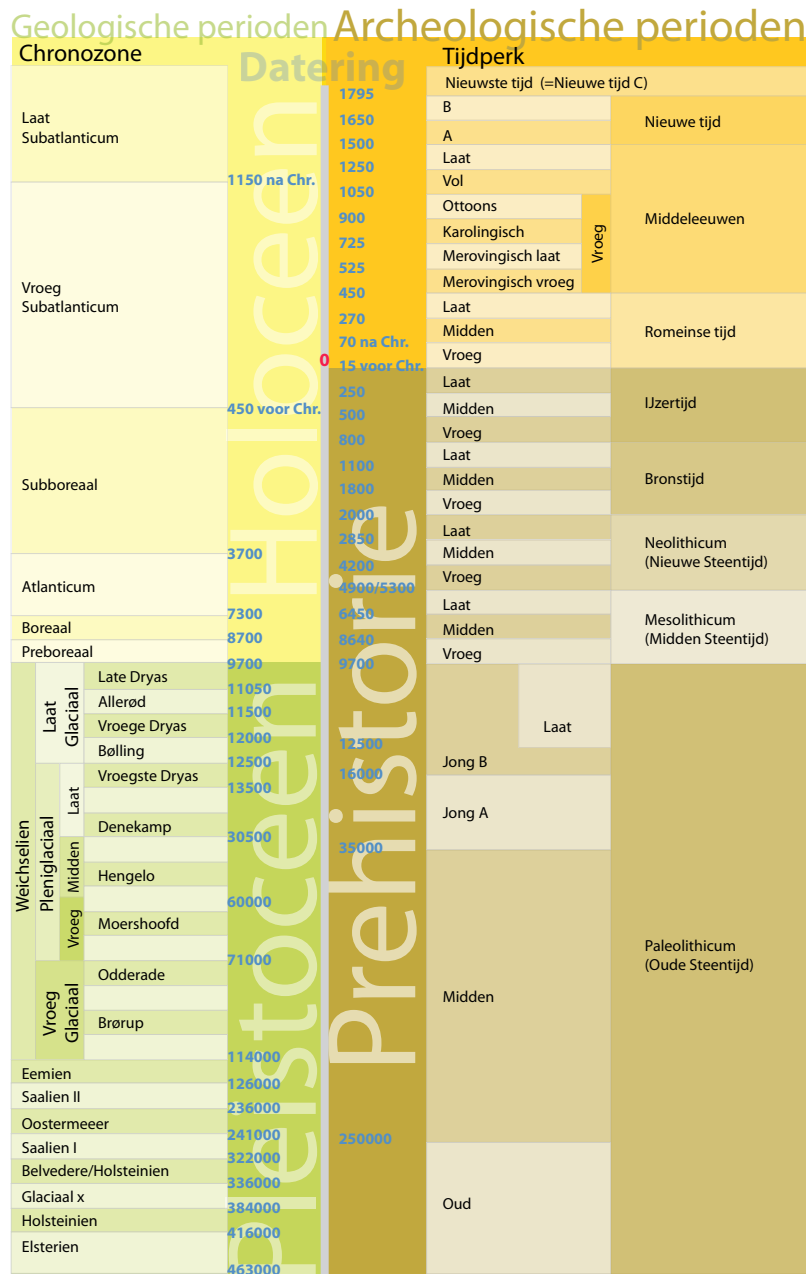 Geologische perioden Archeologische perioden
Chronozone
Datering
Tijdperk
Holoceen
Pleistoceen
Prehistorie
Laat
Subatlanticum
1150 na Chr.
Vroeg
Subatlanticum
450 voor Chr.
0
Subboreaal
3700
Atlanticum
7300
Boreaal
8700
Preboreaal
9700
Weichselien
Laat
Glaciaal
Late Dryas
11050
Allerød
11500
Vroege Dryas
12000
Bølling
12500
Pleniglaciaal
Laat
Vroegste Dryas
13500
Denekamp
30500
Midden
Hengelo
60000
Vroeg
Moershoofd
71000
Vroeg
Glaciaal
Odderade
Brørup
114000
Eemien
126000
Saalien II
236000
Oostermeeer
241000
Saalien I
322000
Belvedere/Holsteinien
336000
Glaciaal x
384000
Holsteinien
416000
Elsterien
463000
Nieuwste tijd (=Nieuwe tijd C)
1795
B
1650
Nieuwe tijd
A
1500
Laat
1250
Vol
1050
Middeleeuwen
Vroeg
Ottoons
900
Karolingisch
725
Merovingisch laat
525
Merovingisch vroeg
450
Laat
270
Midden
Romeinse tijd
70 na Chr.
Vroeg
15 voor Chr.
Laat
250
Midden
IJzertijd
500
Vroeg
800
Laat
1100
Midden
Bronstijd
1800
Vroeg
2000
Laat
2850
Midden
Neolithicum
(Nieuwe Steentijd)
4200
Vroeg
4900/5300
Laat
6450
Midden
Mesolithicum
(Midden Steentijd)
8640
Vroeg
9700
Laat
12500
Jong B
16000
Jong A
35000
Paleolithicum
(Oude Steentijd)
Midden
250000
Oud